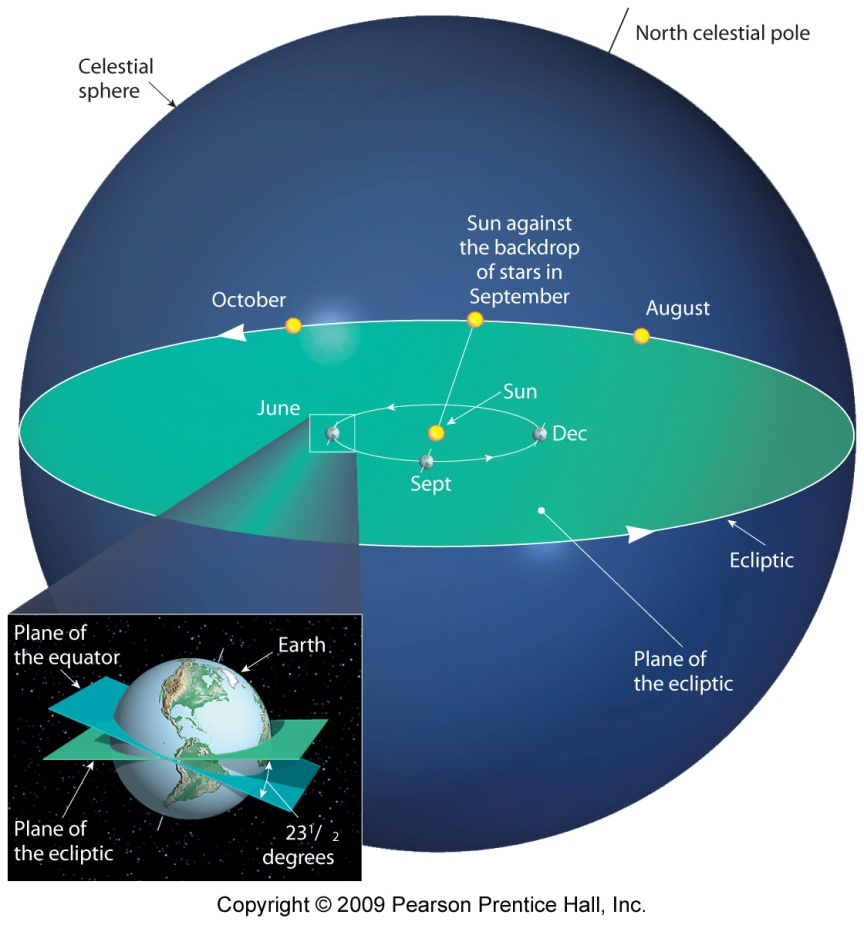 North celestial pole
Celestial
sphere
Sun against
the backdrop
of stars in
September
October
August
June
Sun
Dec
Sept
Ecliptic
Plane of
the ecliptic
Plane of
the equator
Earth
Plane of
the ecliptic
23 1/ 2
degrees
Copyright © 2009 Pearson Prentice Hall, Inc.